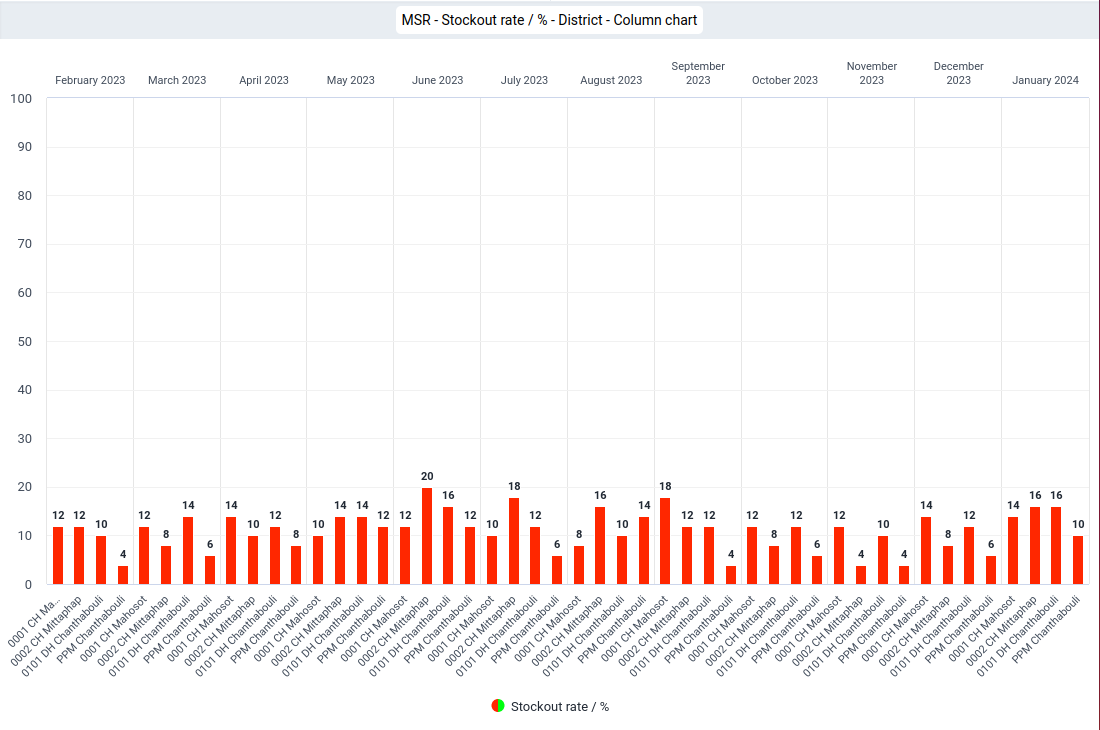 MSR - Stockout rate / % - District - Column chart
February 2023
March 2023
April 2023
May 2023
June 2023
July 2023
August 2023
September
2023
October 2023
November
2023
December
2023
January 2024
100
90
80
70
60
50
40
30
20
10
0
12
12
10
4
12
8
14
6
14
10
12
8
10
14
14
12
12
20
16
12
10
18
12
6
8
16
10
14
18
12
12
4
12
8
12
6
12
4
10
4
14
8
12
6
14
16
16
10
0001 CH Ma...
0002 CH Mittaphap
0101 DH Chanthabouli
PPM Chanthabouli
0001 CH Mahosot
0002 CH Mittaphap
0101 DH Chanthabouli
PPM Chanthabouli
0001 CH Mahosot
0002 CH Mittaphap
0101 DH Chanthabouli
PPM Chanthabouli
0001 CH Mahosot
0002 CH Mittaphap
0101 DH Chanthabouli
PPM Chanthabouli
0001 CH Mahosot
0002 CH Mittaphap
0101 DH Chanthabouli
PPM Chanthabouli
0001 CH Mahosot
0002 CH Mittaphap
0101 DH Chanthabouli
PPM Chanthabouli
0001 CH Mahosot
0002 CH Mittaphap
0101 DH Chanthabouli
PPM Chanthabouli
0001 CH Mahosot
0002 CH Mittaphap
0101 DH Chanthabouli
PPM Chanthabouli
0001 CH Mahosot
0002 CH Mittaphap
0101 DH Chanthabouli
PPM Chanthabouli
0001 CH Mahosot
0002 CH Mittaphap
0101 DH Chanthabouli
PPM Chanthabouli
0001 CH Mahosot
0002 CH Mittaphap
0101 DH Chanthabouli
PPM Chanthabouli
0001 CH Mahosot
0002 CH Mittaphap
0101 DH Chanthabouli
PPM Chanthabouli
Stockout rate / %